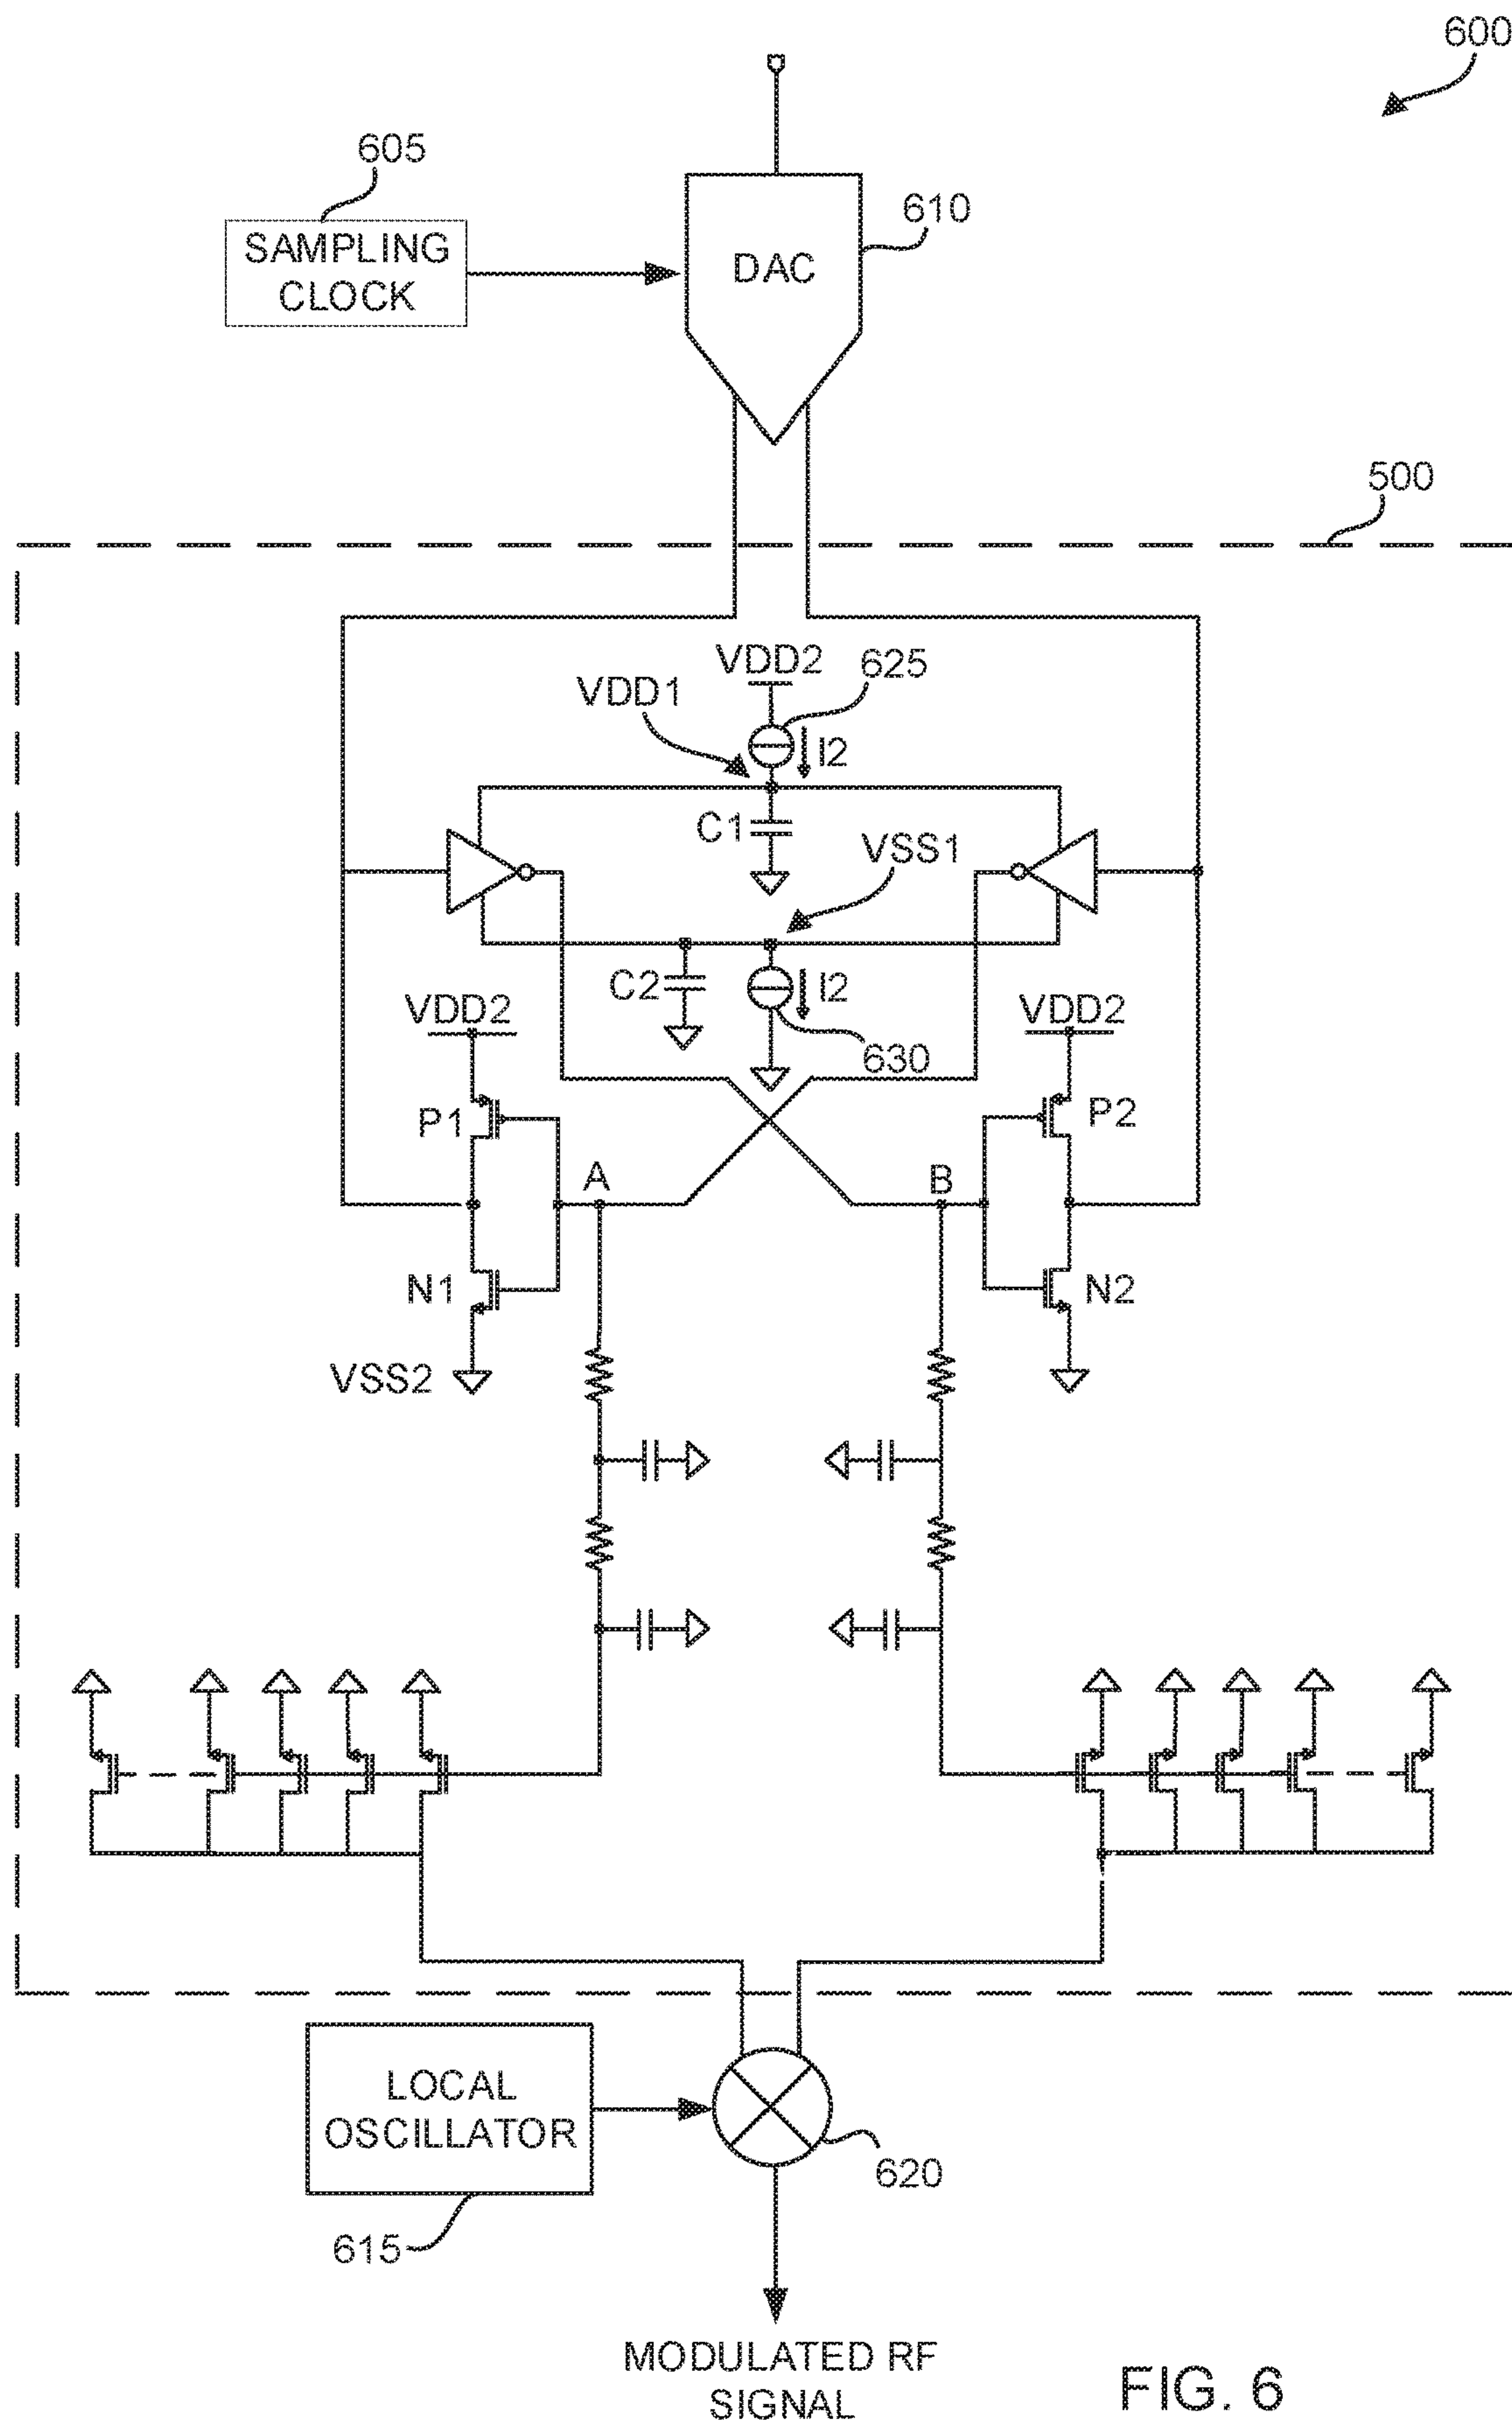 600
605
SAMPLING
CLOCK
610
DAC
500
VDD2
625
VDD1
I2
C1
VSS1
C2
I2
630
VDD2
VDD2
P1
P2
A
B
N1
N2
VSS2
LOCAL
OSCILLATOR
620
615
MODULATED RF
SIGNAL
FIG. 6